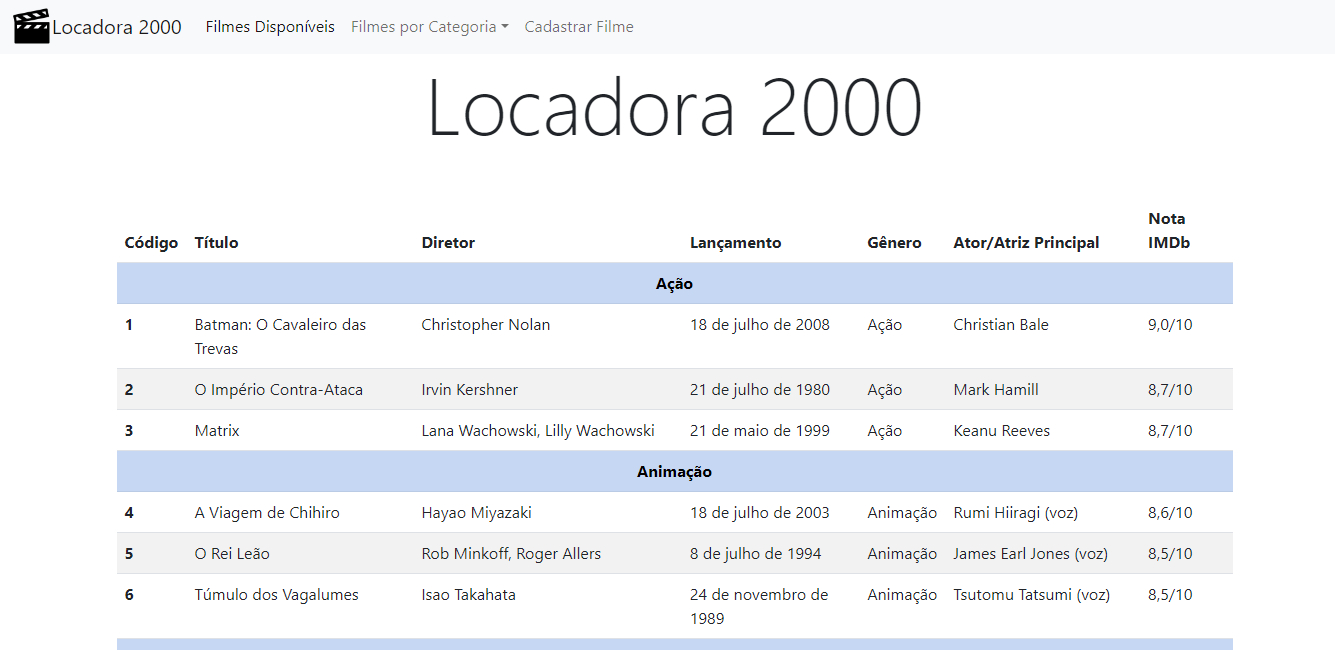 Locadora 2000 Filmes Disponíveis Filmes por Categoria Cadastrar Filme
Locadora 2000
Código Título Diretor Lançamento Gênero Ator/Atriz Principal Nota IMDb
Ação
1 Batman: O Cavaleiro das Trevas Christopher Nolan 18 de julho de 2008 Ação Christian Bale 9,0/10
2 O Império Contra-Ataca Irvin Kershner 21 de julho de 1980 Ação Mark Hamill 8,7/10
3 Matrix Lana Wachowski, Lilly Wachowski 21 de maio de 1999 Ação Keanu Reeves 8,7/10
Animação
4 A Viagem de Chihiro Hayao Miyazaki 18 de julho de 2003 Animação Rumi Hiiragi (voz) 8,6/10
5 O Rei Leão Rob Minkoff, Roger Allers 8 de julho de 1994 Animação James Earl Jones (voz) 8,5/10
6 Túmulo dos Vagalumes Isao Takahata 24 de novembro de 1989 Animação Tsutomu Tatsumi (voz) 8,5/10